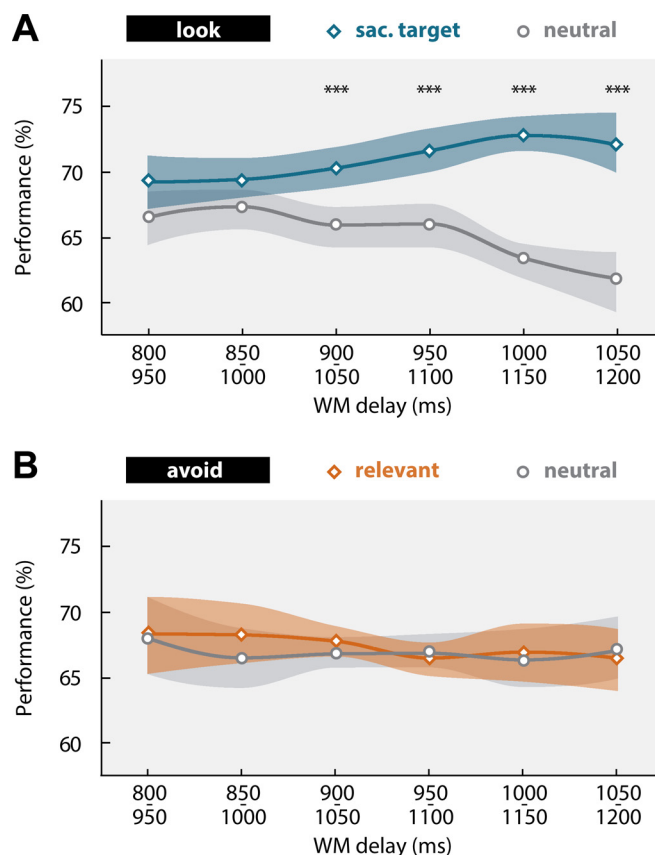 A look sac. target neutral
*** *** *** ***
Performance (%)
75
70
65
60
800 850 900 950 1000 1050
- - - - - -
950 1000 1050 1100 1150 1200
WM delay (ms)
B avoid relevant neutral
Performance (%)
75
70
65
60
800 850 900 950 1000 1050
- - - - - -
950 1000 1050 1100 1150 1200
WM delay (ms)